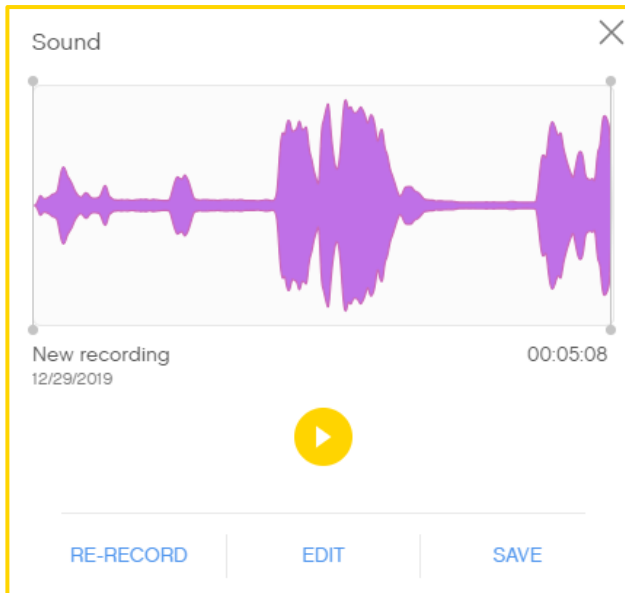 Sound
New recording
00:05:08
12/29/2019
RE-RECORD
EDIT
SAVE